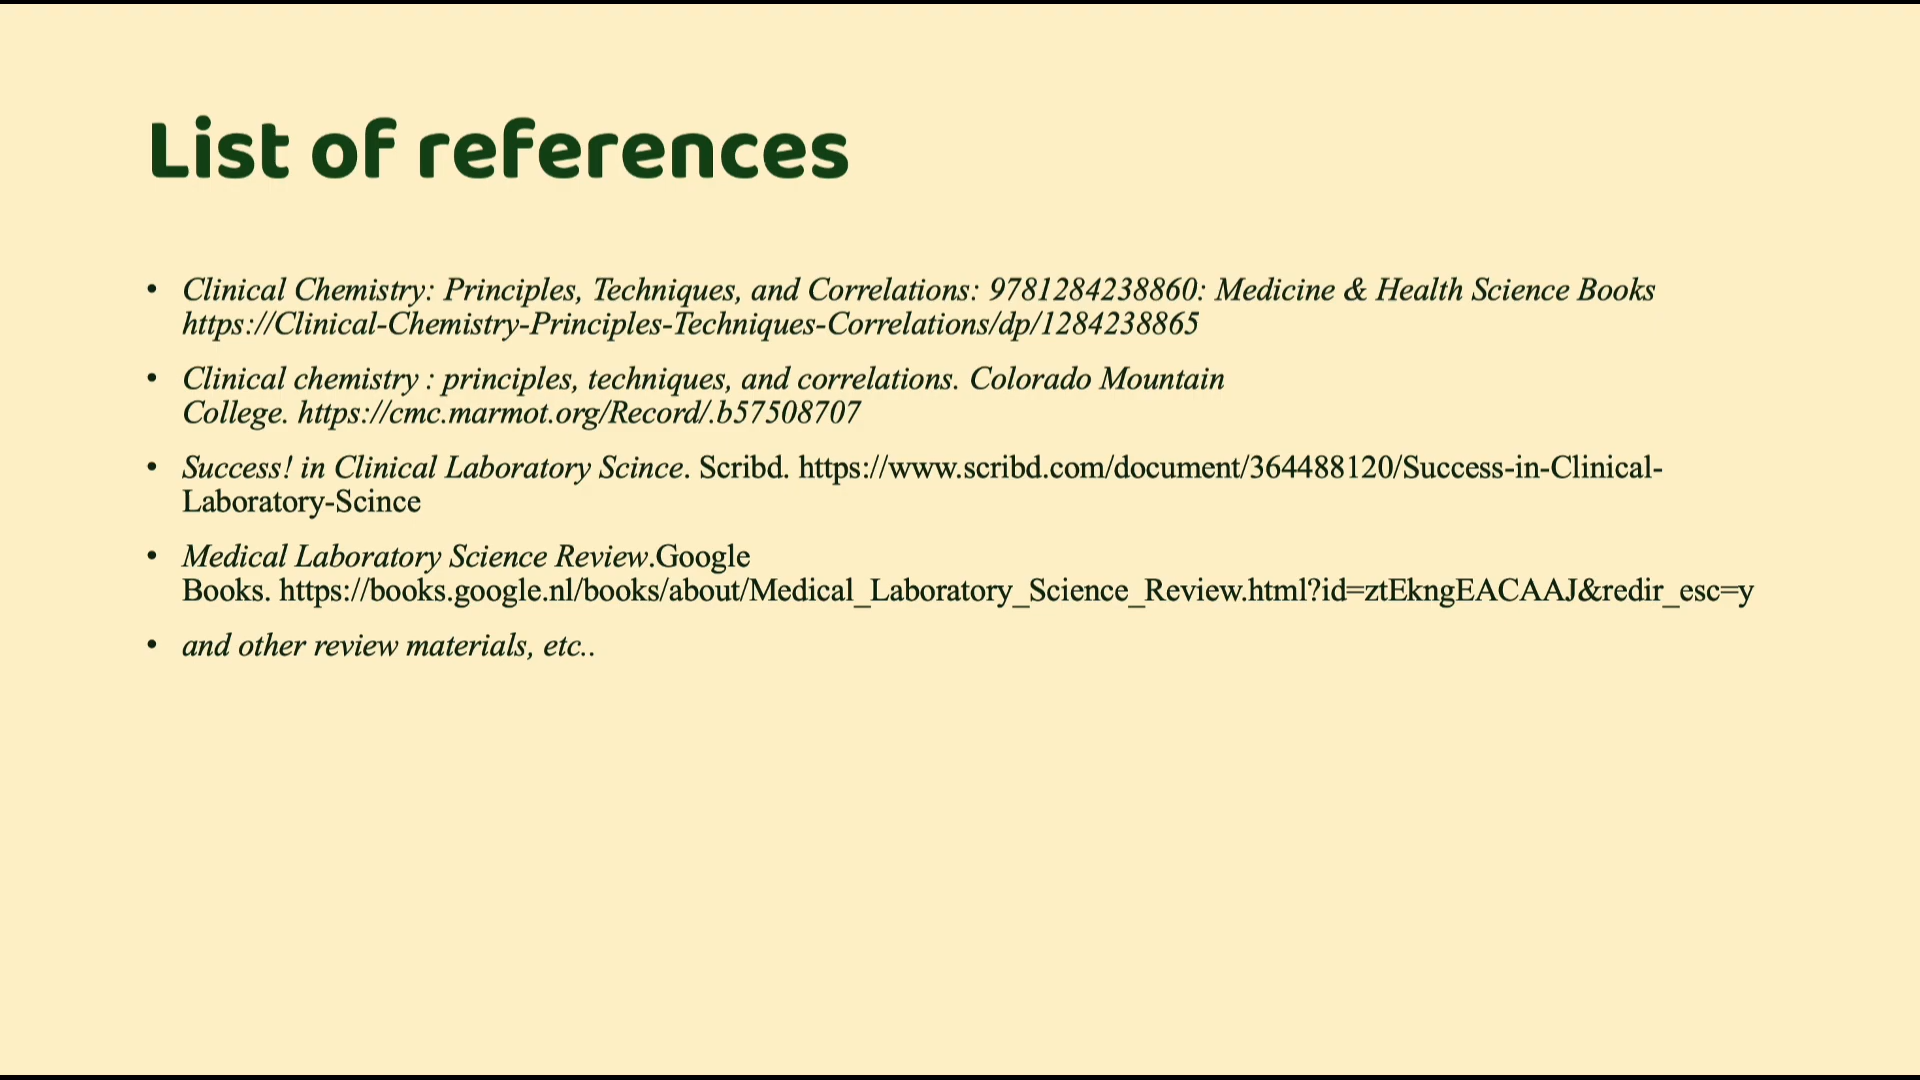 List of references
• Clinical Chemistry: Principles, Techniques, and Correlations: 9781284238860: Medicine & Health Science Books
https://Clinical-Chemistry-Principles-Techniques-Correlations/dp/1284238865
• Clinical chemistry : principles, techniques, and correlations. Colorado Mountain
College. https://cmc.marmot.org/Record/.b57508707
• Success! in Clinical Laboratory Scince. Scribd. https://www.scribd.com/document/364488120/Success-in-Clinical-
Laboratory-Scince
• Medical Laboratory Science Review.Google
Books. https://books.google.nl/books/about/Medical_Laboratory_Science_Review.html?id=ztEkngEACAAJ&redir_esc=y
• and other review materials, etc..